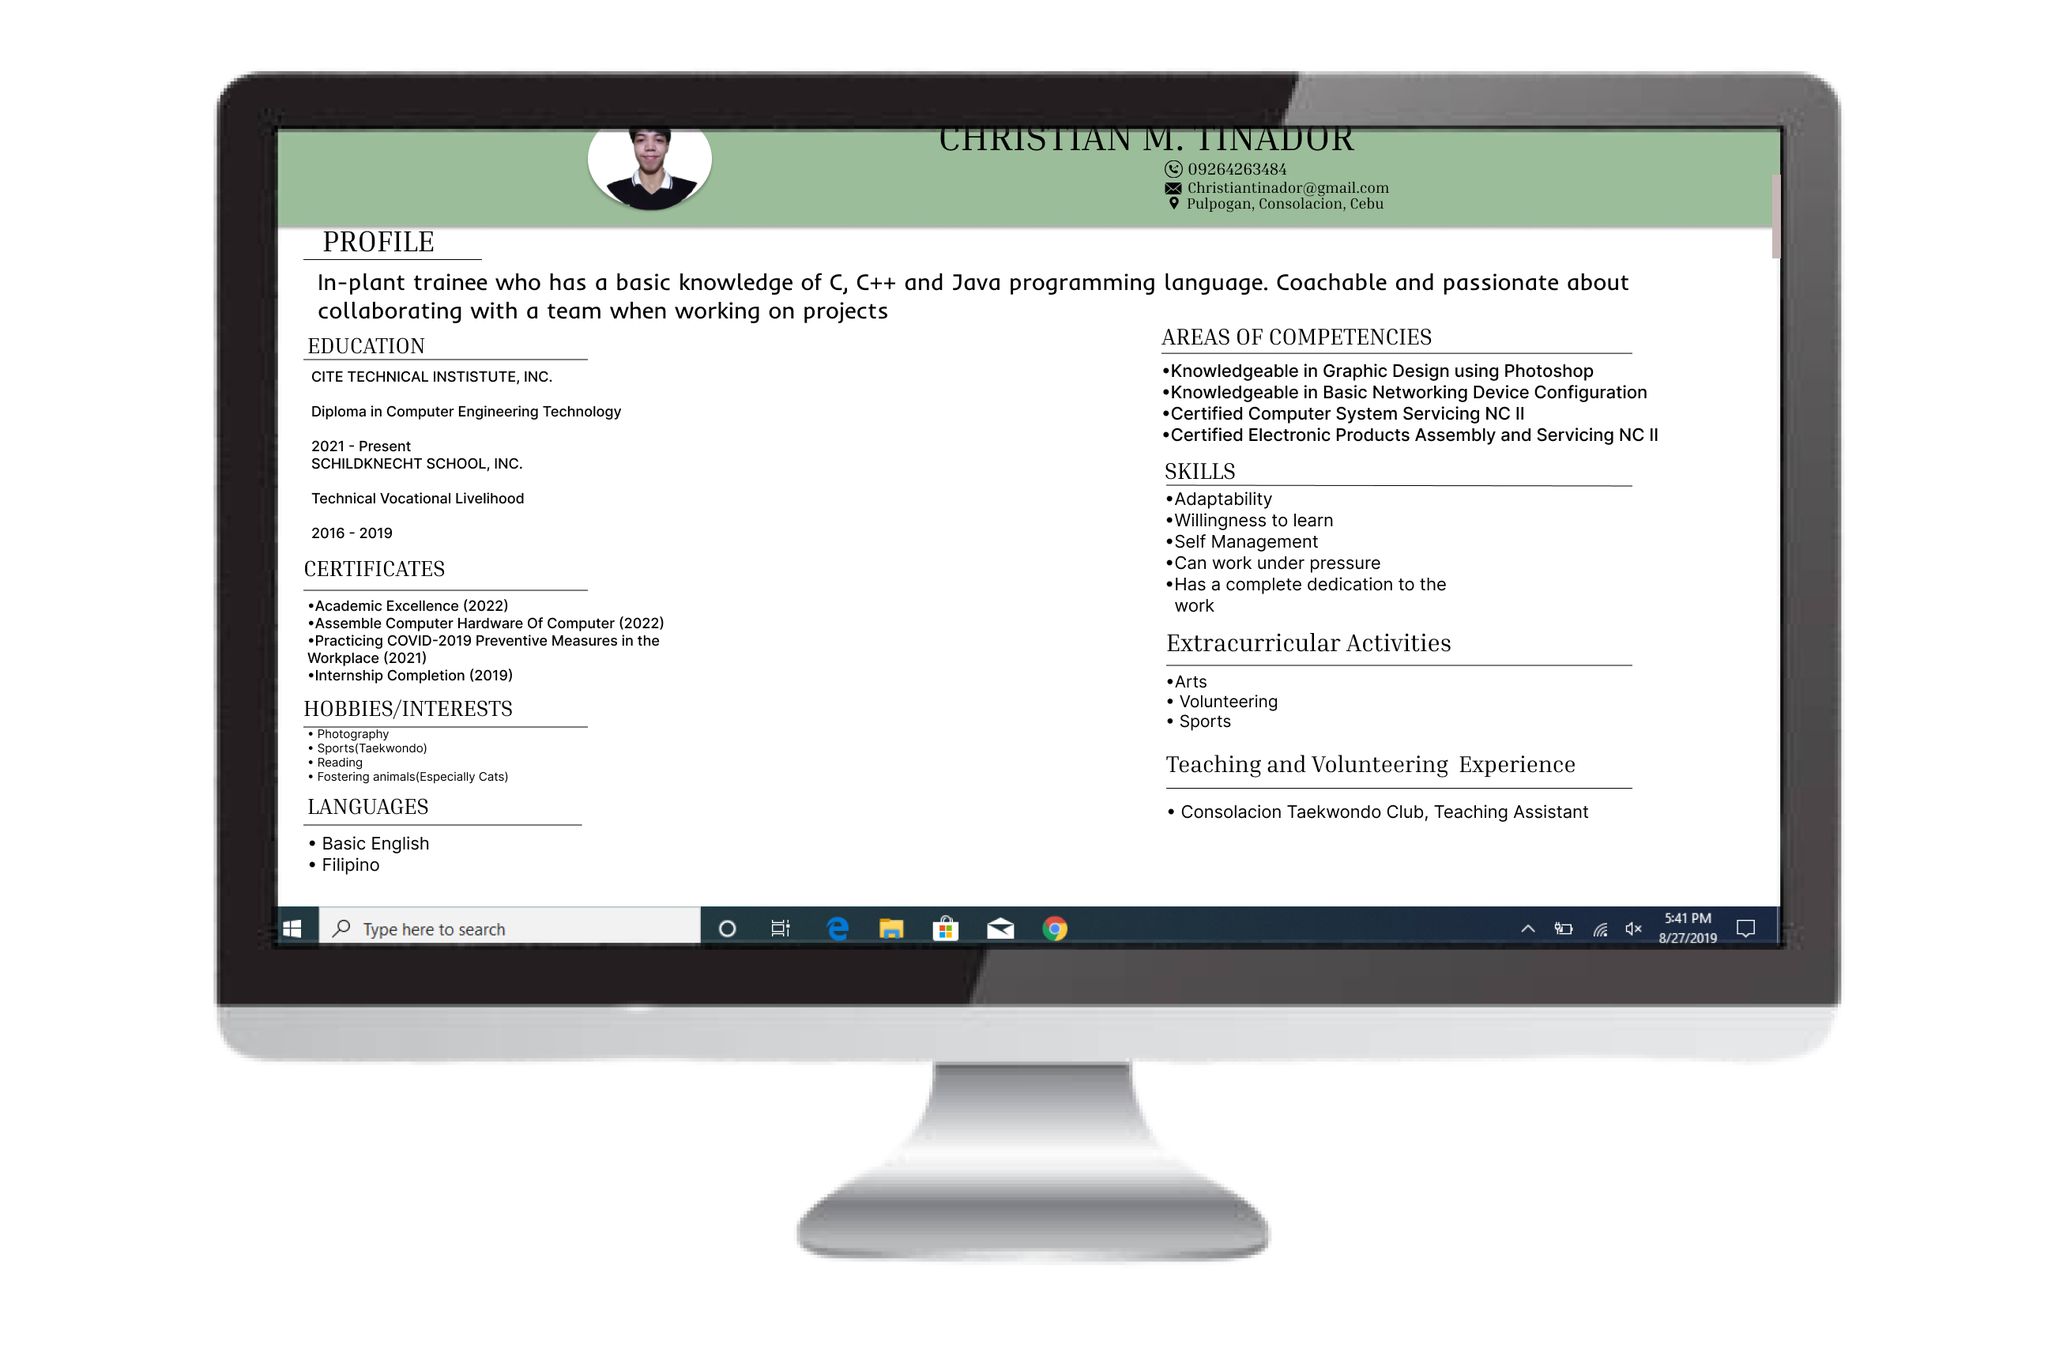 CHRISTIAN M. TINADOR
09264263484
Christiantinador@gmail.com
Pulpogan, Consolacion, Cebu
PROFILE
In-plant trainee who has a basic knowledge of C, C++ and Java programming language. Coachable and passionate about
collaborating with a team when working on projects
EDUCATION
CITE TECHNICAL INSTISTUTE, INC.
Diploma in Computer Engineering Technology
2021 - Present
SCHILDKNECHT SCHOOL, INC.
Technical Vocational Livelihood
2016 - 2019
CERTIFICATES
•Academic Excellence (2022)
•Assemble Computer Hardware Of Computer (2022)
•Practicing COVID-2019 Preventive Measures in the
Workplace (2021)
•Internship Completion (2019)
HOBBIES/INTERESTS
• Photography
• Sports(Taekwondo)
• Reading
• Fostering animals(Especially Cats)
LANGUAGES
• Basic English
• Filipino
AREAS OF COMPETENCIES
•Knowledgeable in Graphic Design using Photoshop
•Knowledgeable in Basic Networking Device Configuration
•Certified Computer System Servicing NC II
•Certified Electronic Products Assembly and Servicing NC II
SKILLS
•Adaptability
•Willingness to learn
•Self Management
•Can work under pressure
•Has a complete dedication to the
work
Extracurricular Activities
•Arts
• Volunteering
• Sports
Teaching and Volunteering Experience
• Consolacion Taekwondo Club, Teaching Assistant
Type here to search
5:41 PM
8/27/2019